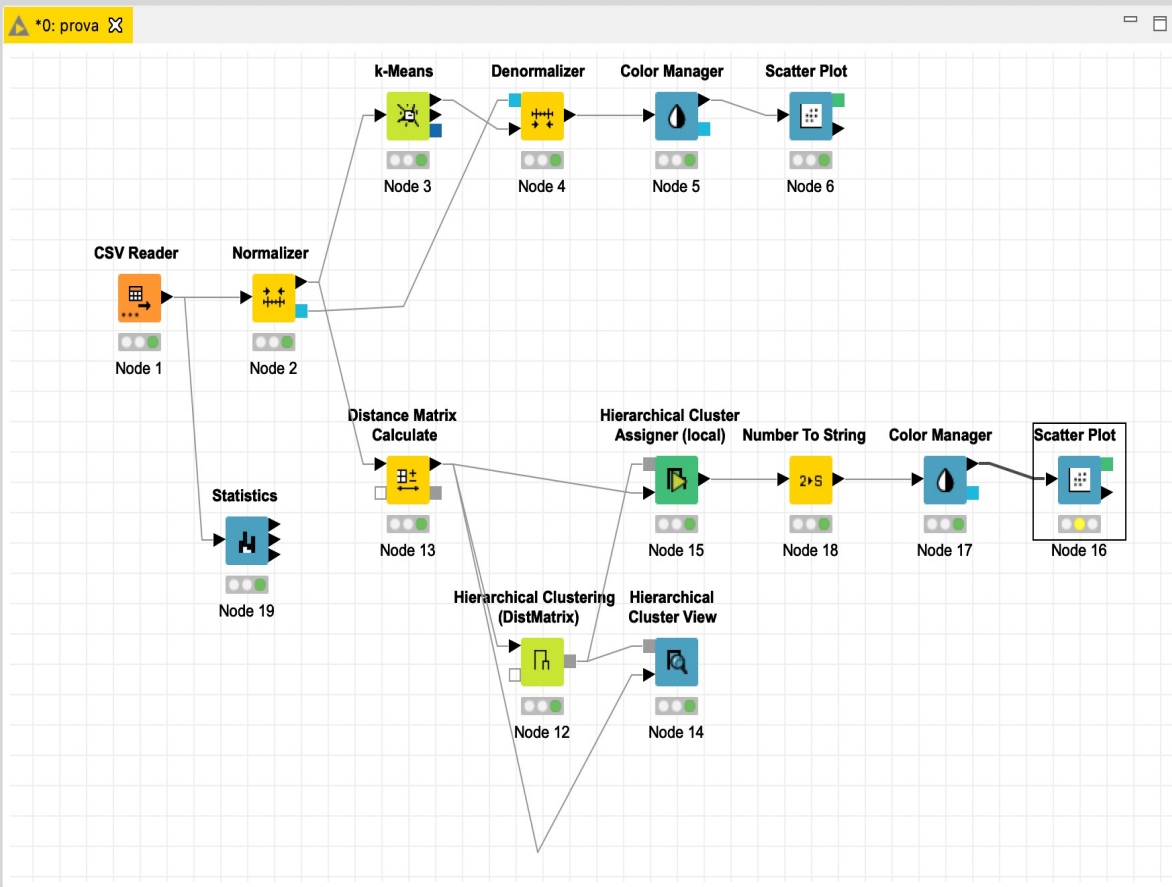 *0: prova
k-Means
Denormalizer
Color Manager
Scatter Plot
Node 3
Node 4
Node 5
Node 6
CSV Reader
Normalizer
Node 1
Node 2
Distance Matrix
Calculate
Hierarchical Cluster
Assigner (local)
Number To String
Color Manager
Scatter Plot
2▸S
Node 13
Node 15
Node 18
Node 17
Node 16
Statistics
Node 19
Hierarchical Clustering
(DistMatrix)
Hierarchical
Cluster View
Node 12
Node 14